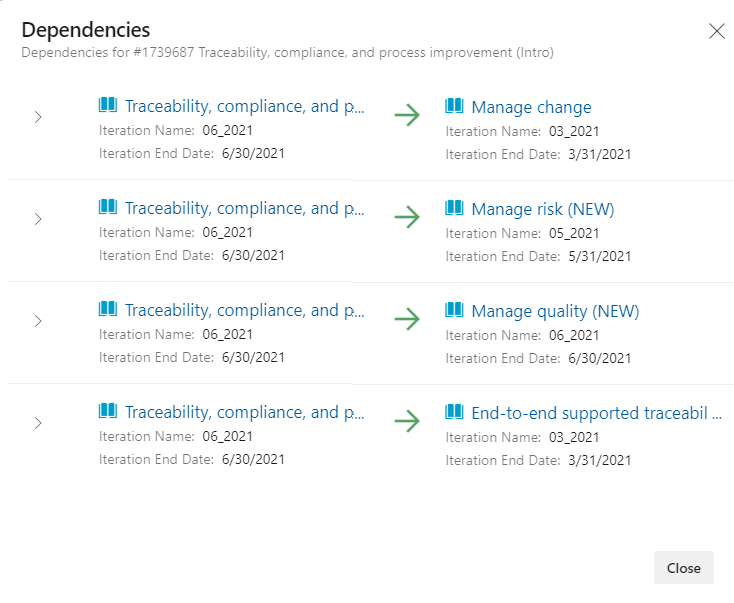 Dependencies
Dependencies for #1739687 Traceability, compliance, and process improvement (Intro)
Traceability, compliance, and p...
Iteration Name: 06_2021
Iteration End Date: 6/30/2021
Manage change
Iteration Name: 03_2021
Iteration End Date: 3/31/2021
Traceability, compliance, and p...
Iteration Name: 06_2021
Iteration End Date: 6/30/2021
Manage risk (NEW)
Iteration Name: 05_2021
Iteration End Date: 5/31/2021
Traceability, compliance, and p...
Iteration Name: 06_2021
Iteration End Date: 6/30/2021
Manage quality (NEW)
Iteration Name: 06_2021
Iteration End Date: 6/30/2021
Traceability, compliance, and p...
Iteration Name: 06_2021
Iteration End Date: 6/30/2021
End-to-end supported traceabil ...
Iteration Name: 03_2021
Iteration End Date: 3/31/2021
Close